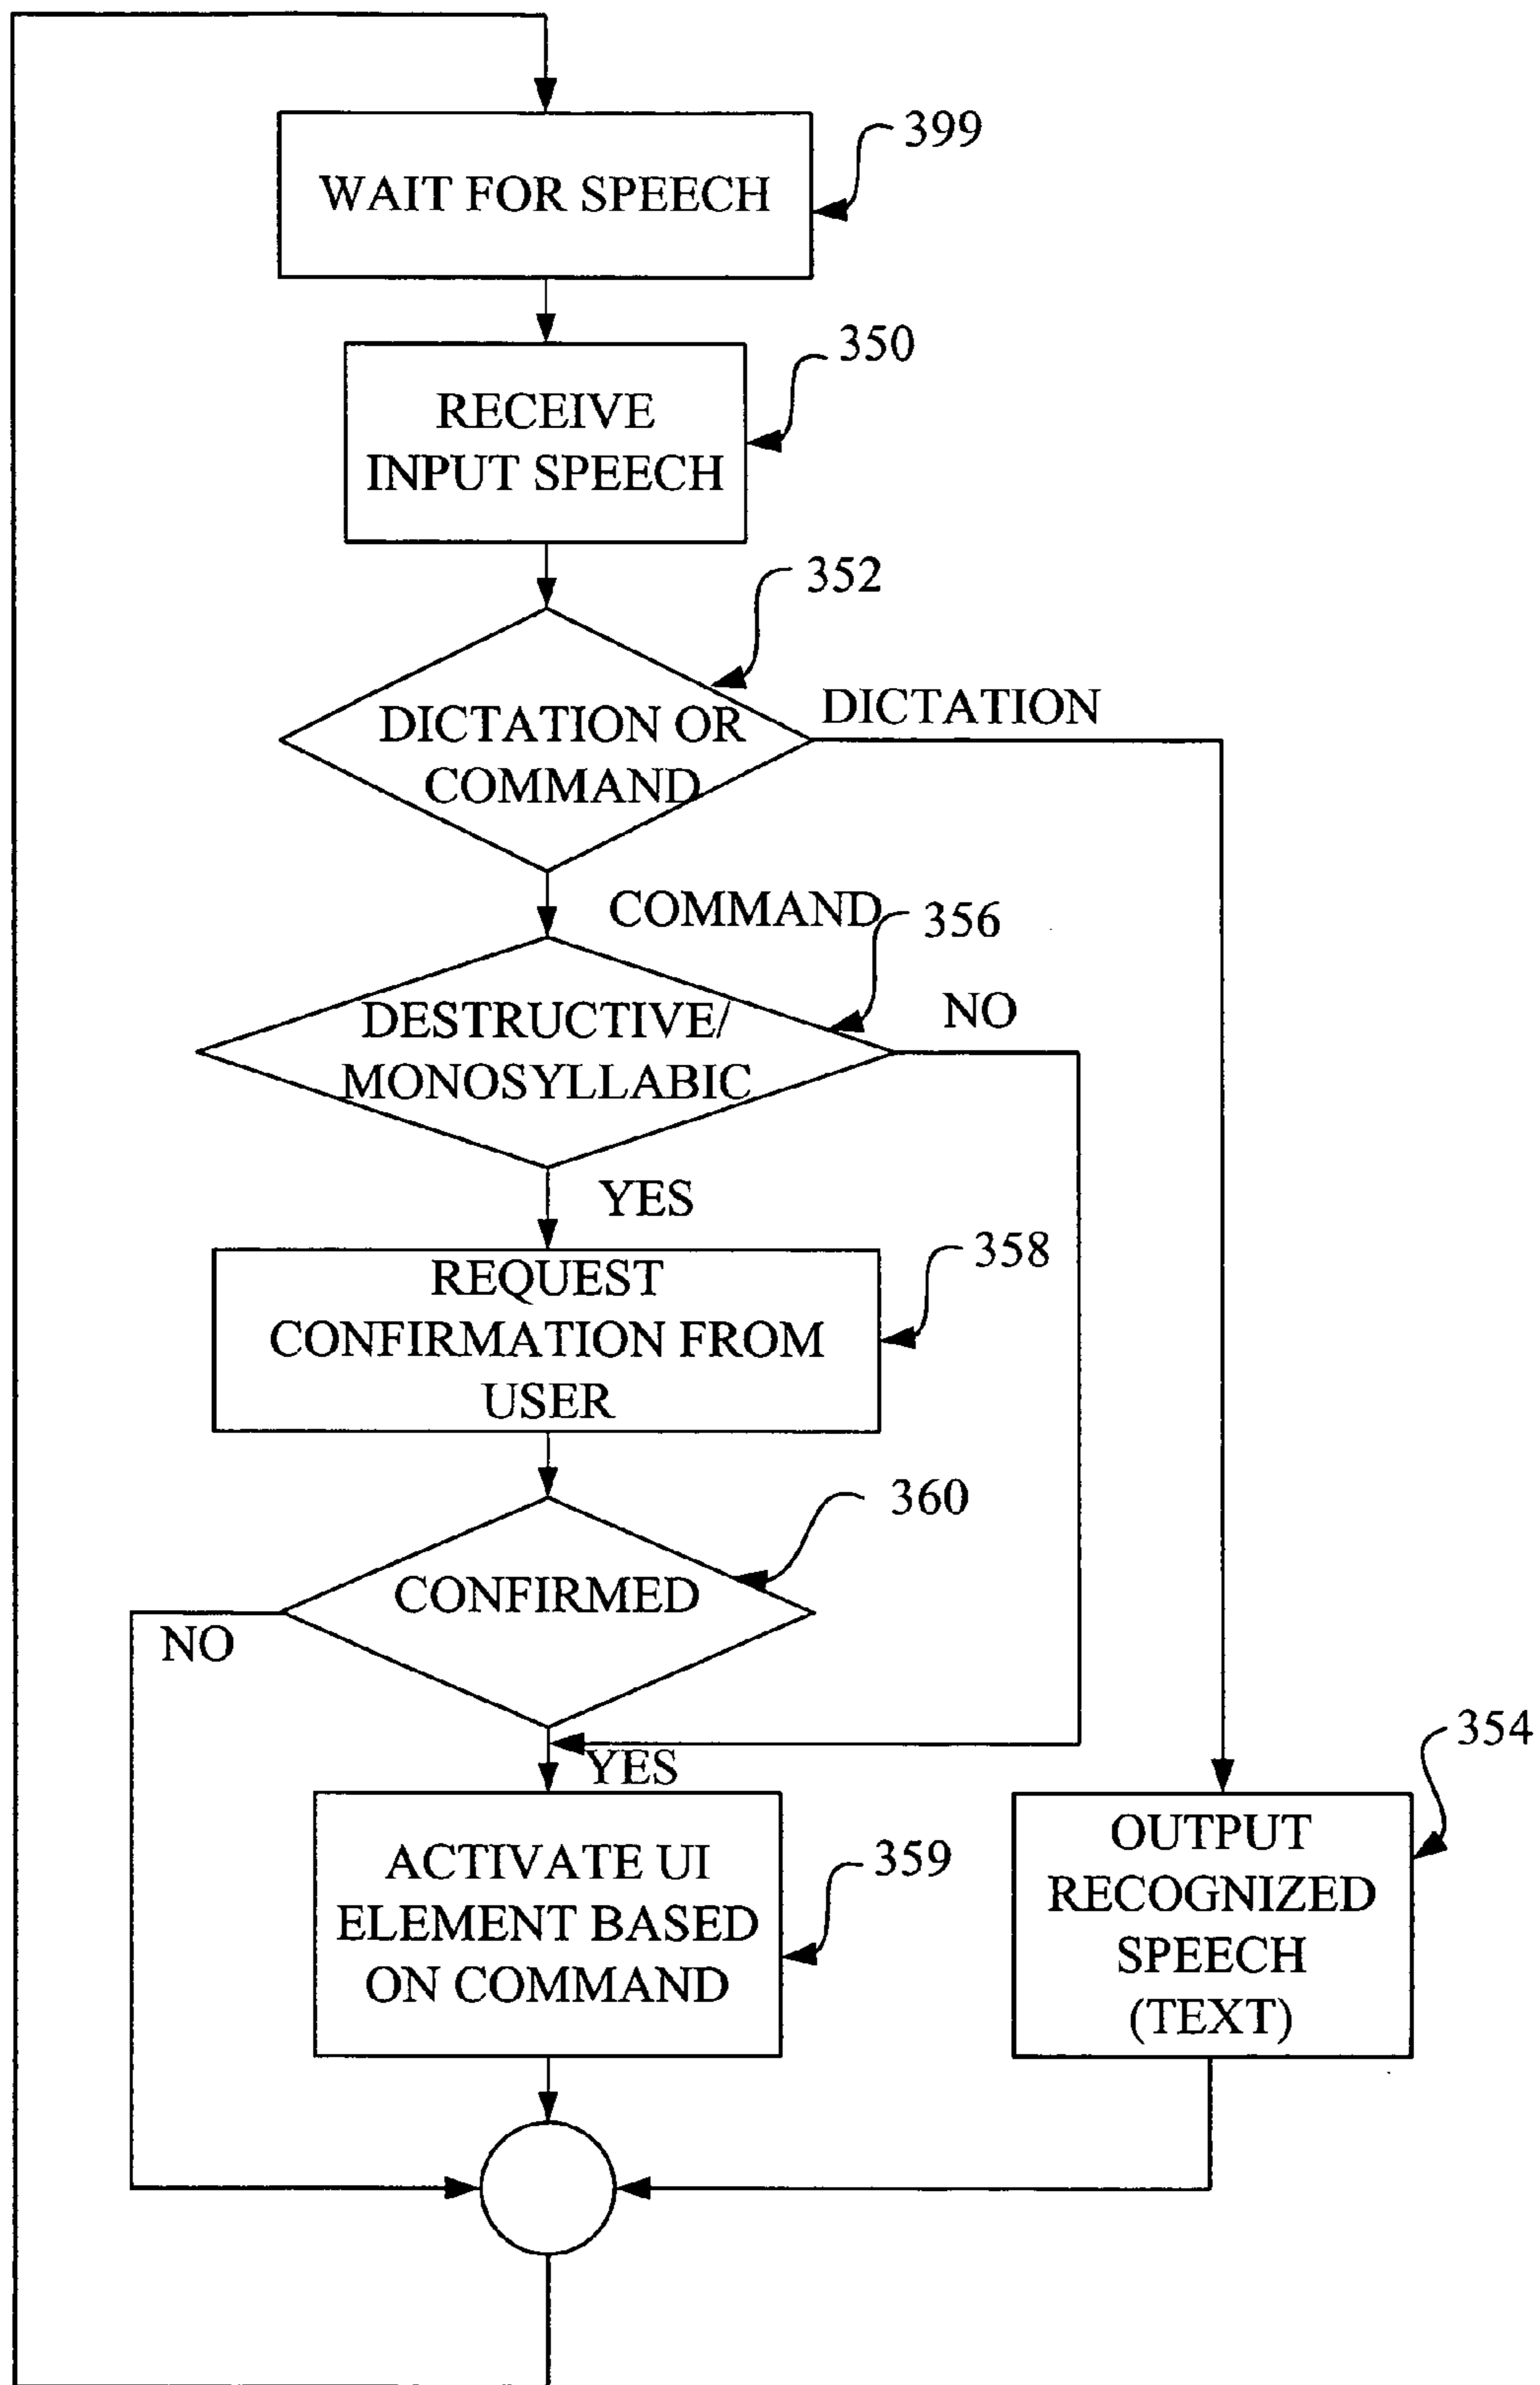 399
WAIT FOR SPEECH
350
RECEIVE
INPUT SPEECH
352
DICTATION OR
COMMAND
DICTATION
COMMAND
356
DESTRUCTIVE/
MONOSYLLABIC
NO
YES
358
REQUEST
CONFIRMATION FROM
USER
360
CONFIRMED
NO
YES
354
359
ACTIVATE UI
ELEMENT BASED
ON COMMAND
OUTPUT
RECOGNIZED
SPEECH
(TEXT)